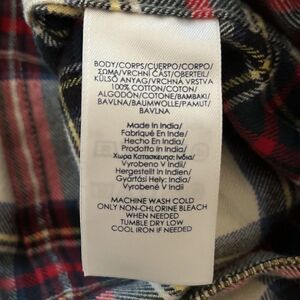 BODY/CORPS/CUERPO/CORPO/
ΣΩΜΑ/VRCHNÍ ČÁST/OBERTEIL/
KÜLSŐ ANYAG/VRCHNÁ VRSTVA
100% COTTON/COTON/
ALGODÓN/COTONE/BAMBAKI/
BAVLNA/BAUMWOLLE/PAMUT/
BAVLNA
Made In India/
Fabriqué En Inde/
Hecho En India/
Prodotto In India/
Χωρα Κατασκευης: Ινδια/
Vyrobeno V Indii/
Hergestellt In Indien/
Gyártási Hely: India/
Vyrobené V Indii
MACHINE WASH COLD
ONLY NON-CHLORINE BLEACH
WHEN NEEDED
TUMBLE DRY LOW
COOL IRON IF NEEDED